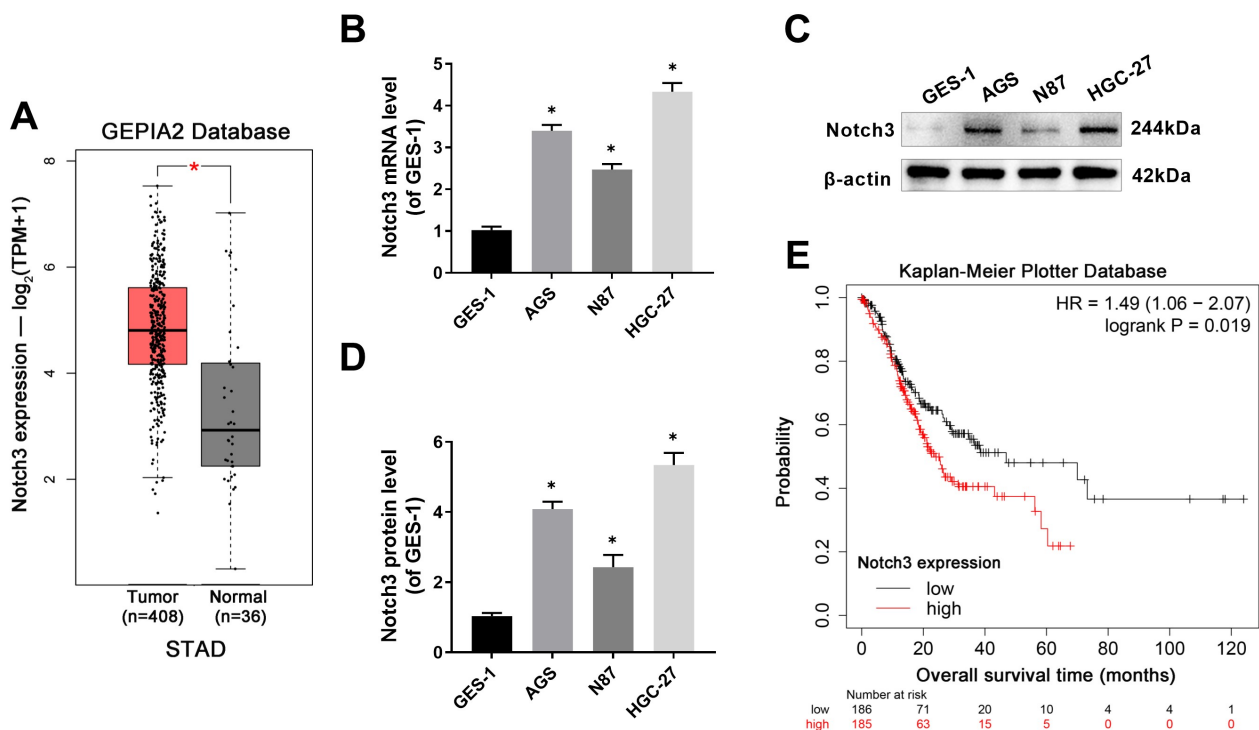 A
GEPIA2 Database
Notch3 expression — log₂(TPM+1)
8
6
4
2
*
Tumor
(n=408)
Normal
(n=36)
STAD
B
Notch3 mRNA level
(of GES-1)
5
4
3
2
1
0
*
*
*
GES-1
AGS
N87
HGC-27
C
GES-1
AGS
N87
HGC-27
Notch3
244kDa
β-actin
42kDa
D
Notch3 protein level
(of GES-1)
6
4
2
0
*
*
*
GES-1
AGS
N87
HGC-27
E
Kaplan-Meier Plotter Database
HR = 1.49 (1.06 − 2.07)
logrank P = 0.019
Probability
1.0
0.8
0.6
0.4
0.2
0.0
Notch3 expression
low
high
0 20 40 60 80 100 120
Overall survival time (months)
Number at risk
low 186 71 20 10 4 4 1
high 185 63 15 5 0 0 0